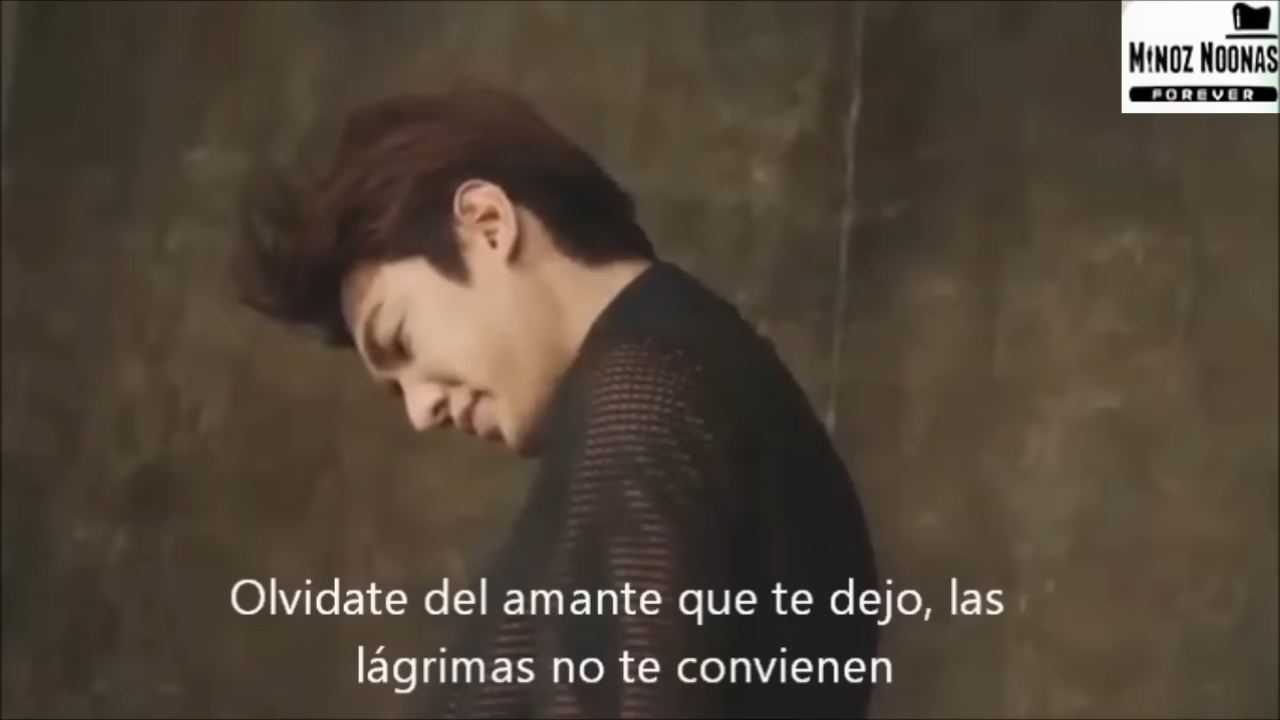 MINOZ NOONAS
FOREVER
Olvidate del amante que te dejo, las
lágrimas no te convienen